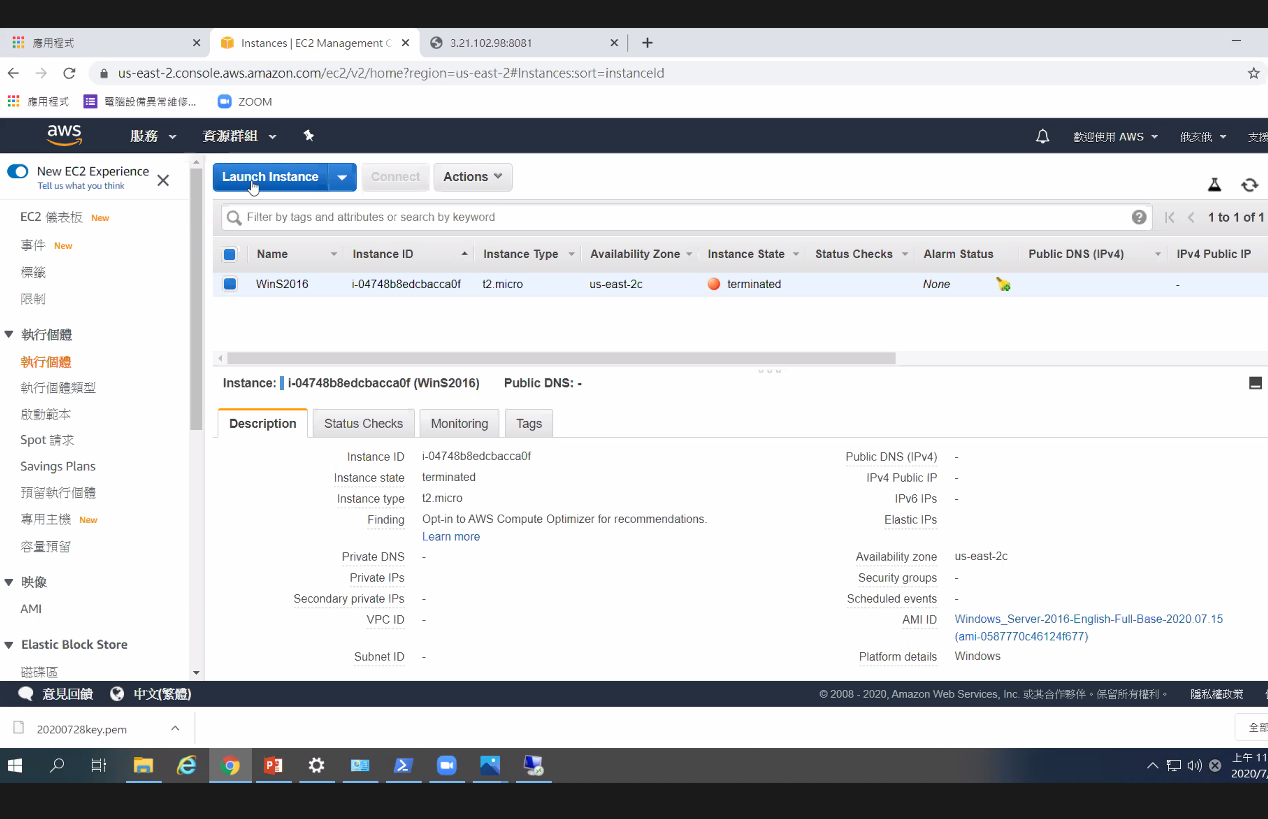 應用程式
Instances | EC2 Management C
3.21.102.98:8081
us-east-2.console.aws.amazon.com/ec2/v2/home?region=us-east-2#Instances:sort=instanceId
應用程式
電腦設備異常維修...
ZOOM
aws
服務
資源群組
歡迎使用 AWS
俄亥俄
支援
New EC2 Experience
Tell us what you think
EC2 儀表板 New
事件 New
標籤
限制
執行個體
執行個體
執行個體類型
啟動範本
Spot 請求
Savings Plans
預留執行個體
專用主機 New
容量預留
映像
AMI
Elastic Block Store
磁碟區
Launch Instance
Connect
Actions
Filter by tags and attributes or search by keyword
1 to 1 of 1
Name Instance ID Instance Type Availability Zone Instance State Status Checks Alarm Status Public DNS (IPv4) IPv4 Public IP
WinS2016 i-04748b8edcbacca0f t2.micro us-east-2c terminated None -
Instance: i-04748b8edcbacca0f (WinS2016) Public DNS: -
Description
Status Checks
Monitoring
Tags
Instance ID i-04748b8edcbacca0f
Instance state terminated
Instance type t2.micro
Finding Opt-in to AWS Compute Optimizer for recommendations.
Learn more
Private DNS -
Private IPs
Secondary private IPs -
VPC ID -
Subnet ID -
Public DNS (IPv4) -
IPv4 Public IP -
IPv6 IPs -
Elastic IPs
Availability zone us-east-2c
Security groups -
Scheduled events -
AMI ID Windows_Server-2016-English-Full-Base-2020.07.15
(ami-0587770c46124f677)
Platform details Windows
意見回饋
中文(繁體)
© 2008 - 2020, Amazon Web Services, Inc. 或其合作夥伴。保留所有權利。
隱私權政策
20200728key.pem
全部
上午 11
2020/7/